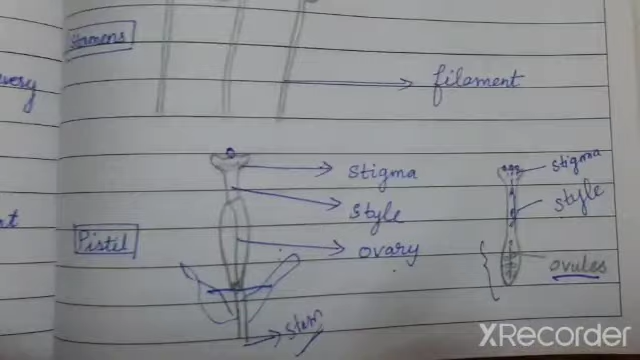 Stamens
filament
Stigma
Stigma
Style
Style
Pistil
ovary
ovules
Stem
XRecorder